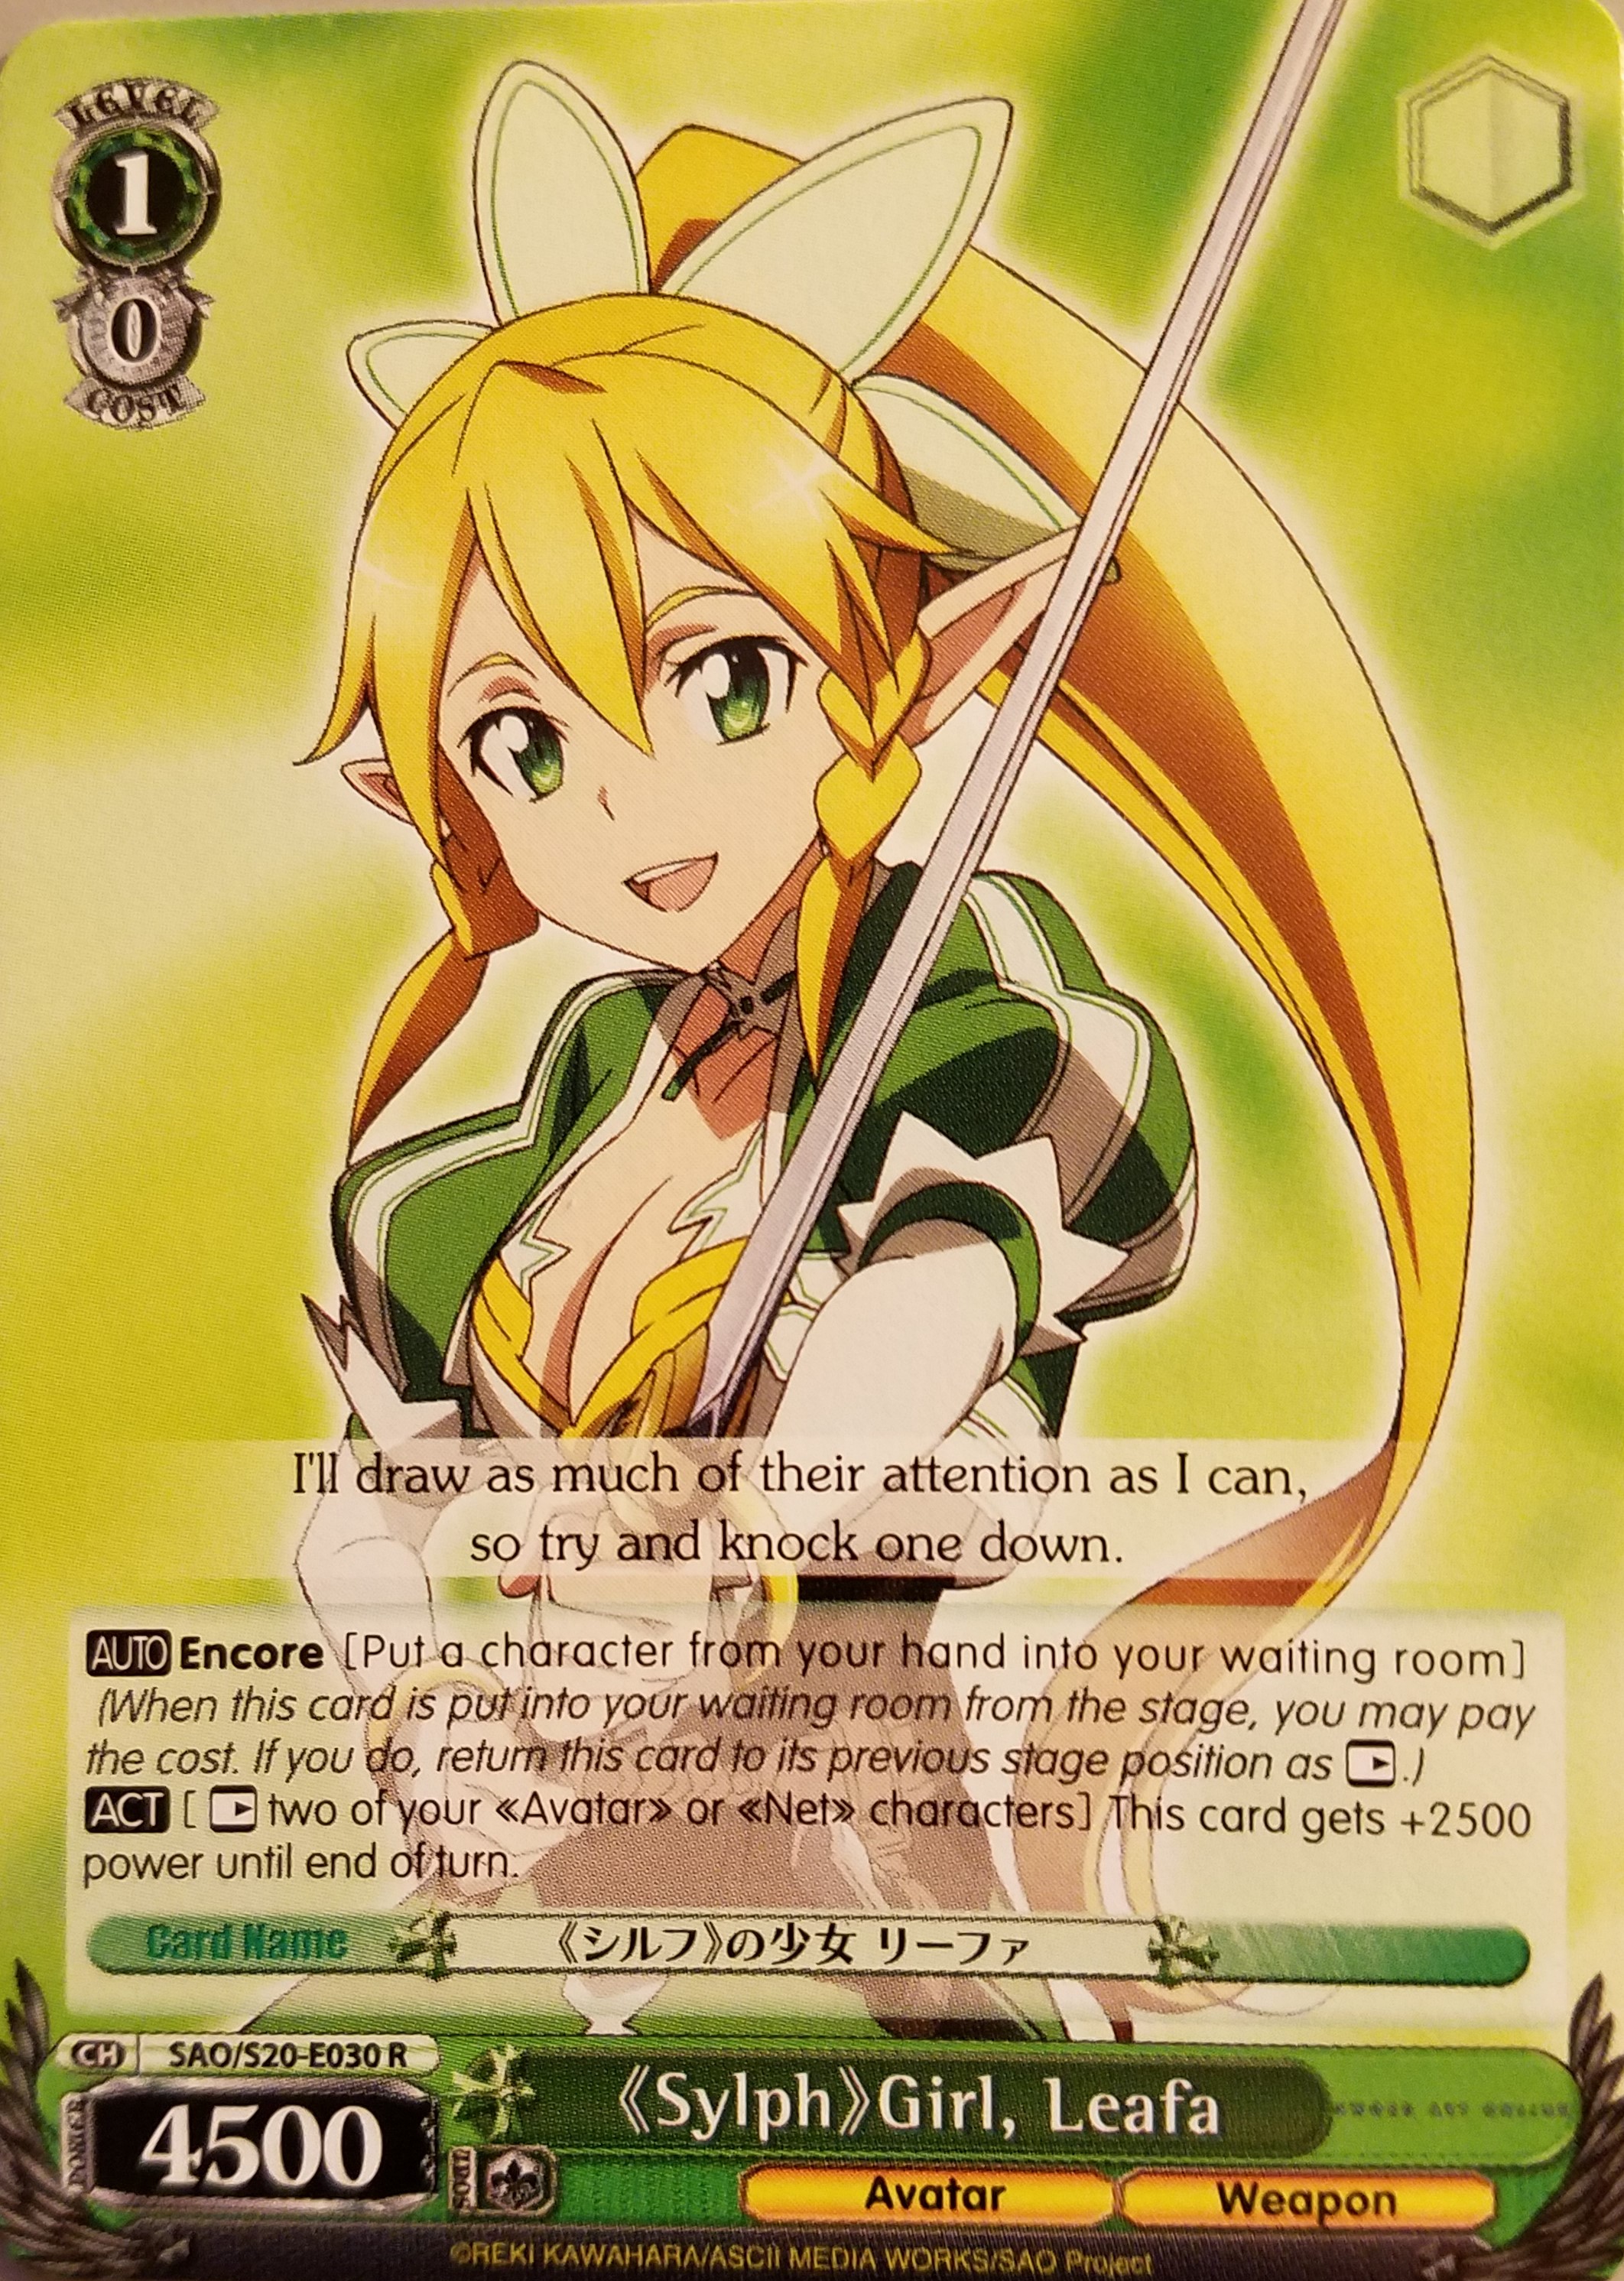 LEVEL
1
0
COST
I'll draw as much of their attention as I can,
so try and knock one down.
AUTO Encore [Put a character from your hand into your waiting room]
(When this card is put into your waiting room from the stage, you may pay
the cost. If you do, return this card to its previous stage position as .)
ACT [ two of your «Avatar» or «Net» characters] This card gets +2500
power until end of turn.
Card Name 《シルフ》の少女 リーファ
CH SAO/S20-E030 R
《Sylph》Girl, Leafa
SWORD ART ONLINE
POWER 4500
SOUL
Avatar Weapon
©REKI KAWAHARA/ASCII MEDIA WORKS/SAO Project